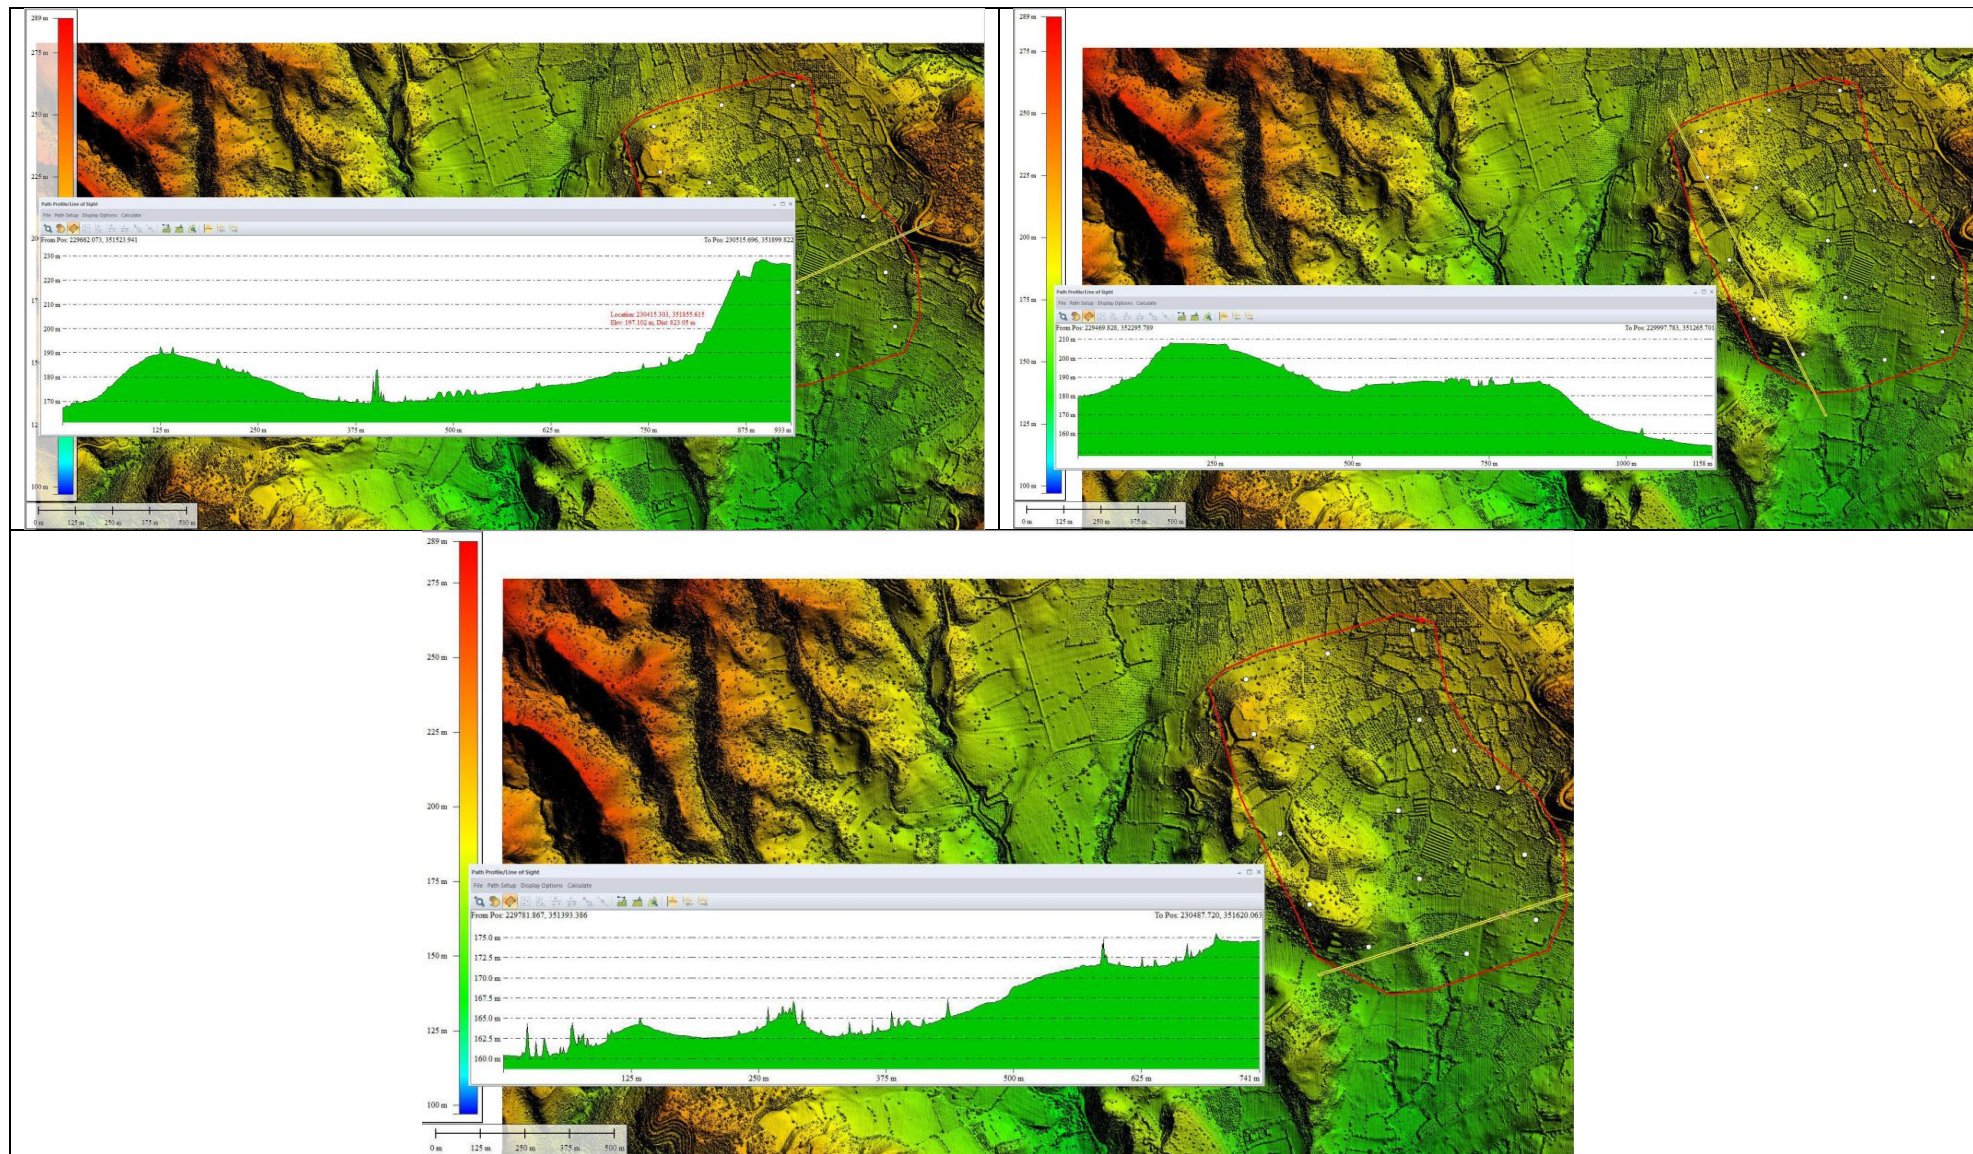 289 m
275 m
250 m
225 m
Path Profile/Line of Sight
File Path Setup Display Options Calculate
From Pos: 229662.073, 351523.941
To Pos: 230515.696, 351899.822
230 m
220 m
210 m
200 m
190 m
180 m
170 m
Location: 230415.303, 351855.615
Elev: 197.102 m, Dist: 823.05 m
125 m 250 m 375 m 500 m 625 m 750 m 875 m 933 m
100 m
0 m 125 m 250 m 375 m 500 m
289 m
275 m
250 m
225 m
200 m
175 m
150 m
125 m
100 m
Path Profile/Line of Sight
File Path Setup Display Options Calculate
From Pos: 229469.828, 352295.789
To Pos: 229997.783, 351265.701
210 m
200 m
190 m
180 m
170 m
160 m
250 m 500 m 750 m 1000 m 1158 m
0 m 125 m 250 m 375 m 500 m
289 m
275 m
250 m
225 m
200 m
175 m
150 m
125 m
100 m
Path Profile/Line of Sight
File Path Setup Display Options Calculate
From Pos: 229781.867, 351393.386
To Pos: 230487.720, 351620.063
175.0 m
172.5 m
170.0 m
167.5 m
165.0 m
162.5 m
160.0 m
125 m 250 m 375 m 500 m 625 m 741 m
0 m 125 m 250 m 375 m 500 m